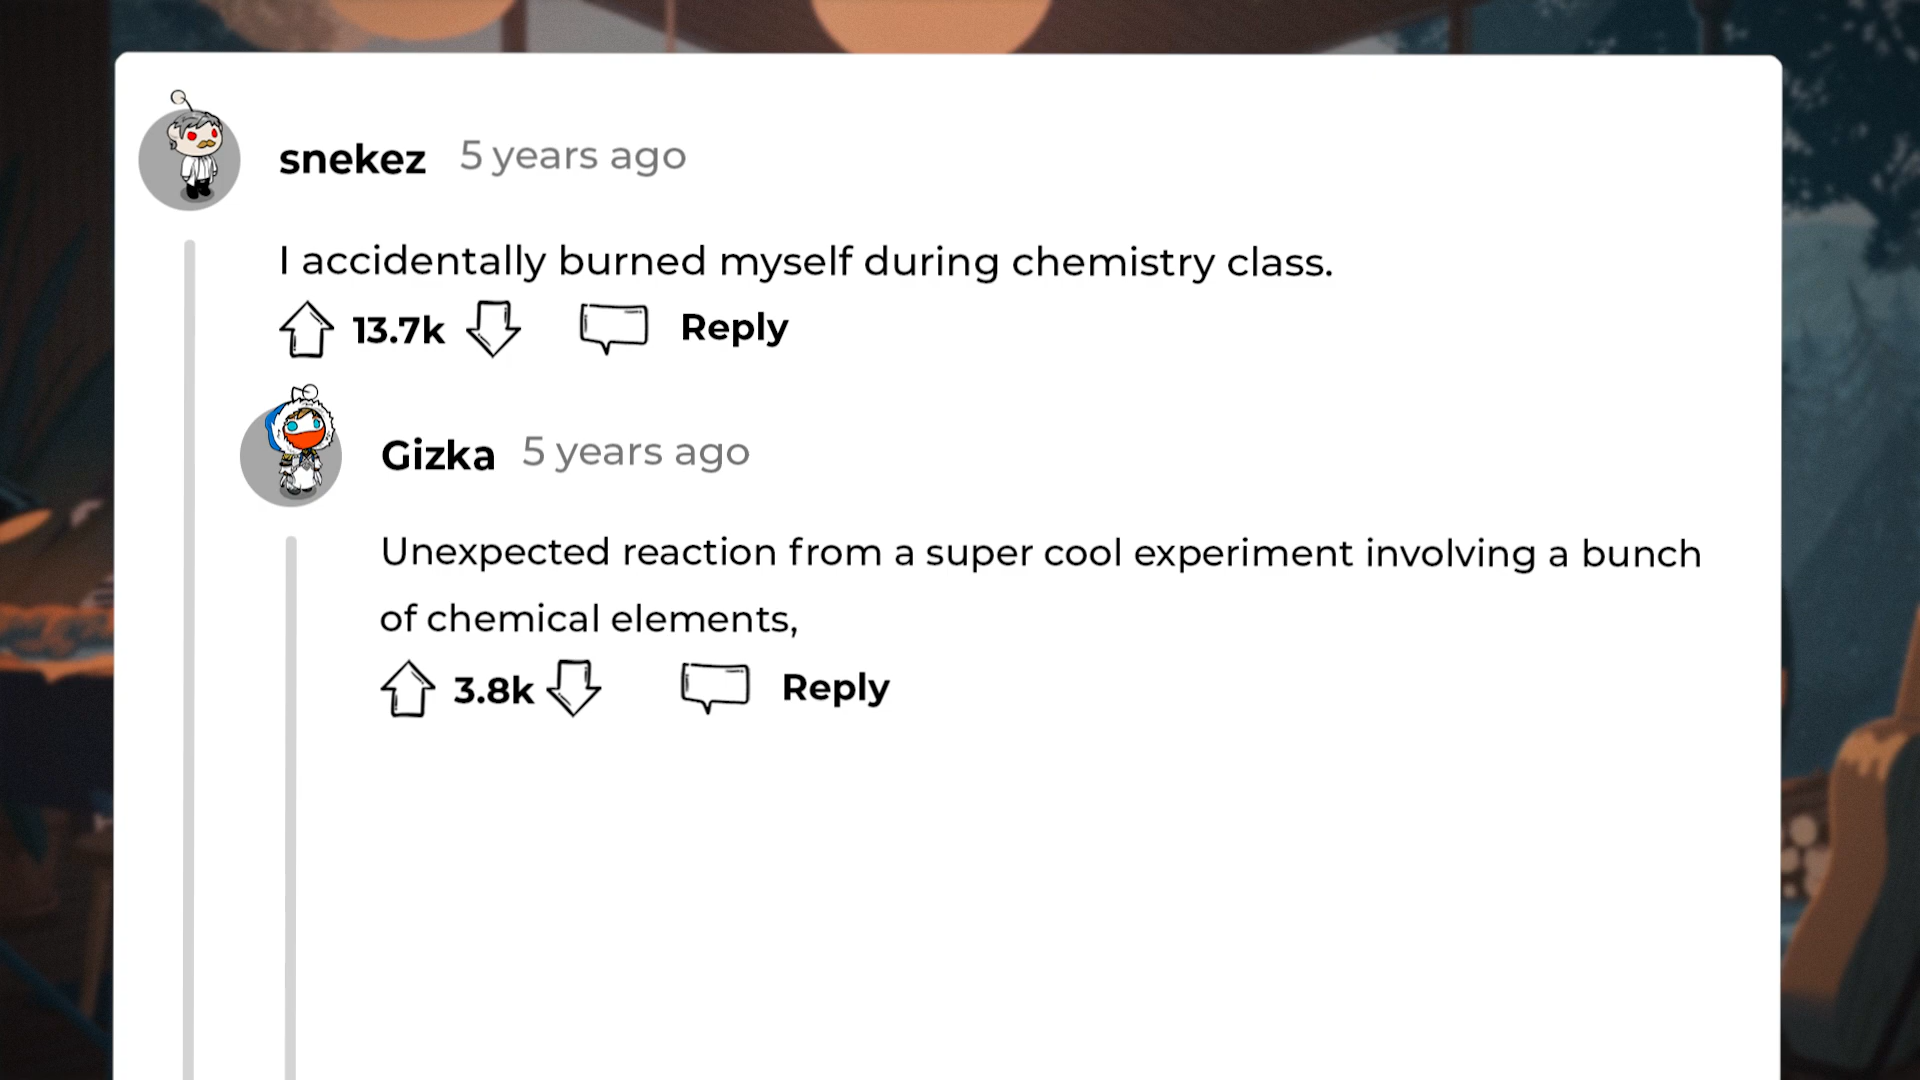 snekez 5 years ago
I accidentally burned myself during chemistry class.
13.7k Reply
Gizka 5 years ago
Unexpected reaction from a super cool experiment involving a bunch
of chemical elements,
3.8k Reply